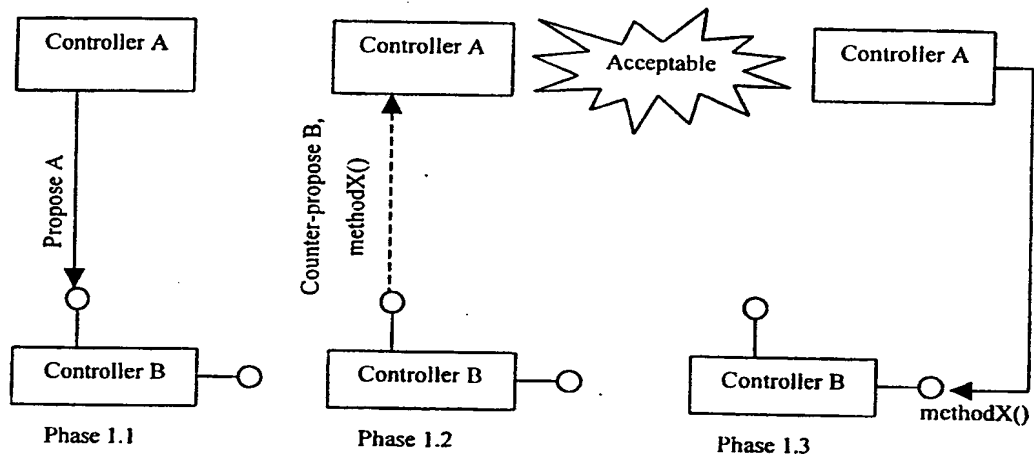 Controller A
Propose A
Controller B
Phase 1.1
Controller A
Counter-propose B,
methodX()
Controller B
Phase 1.2
Acceptable
Controller A
Controller B
methodX()
Phase 1.3